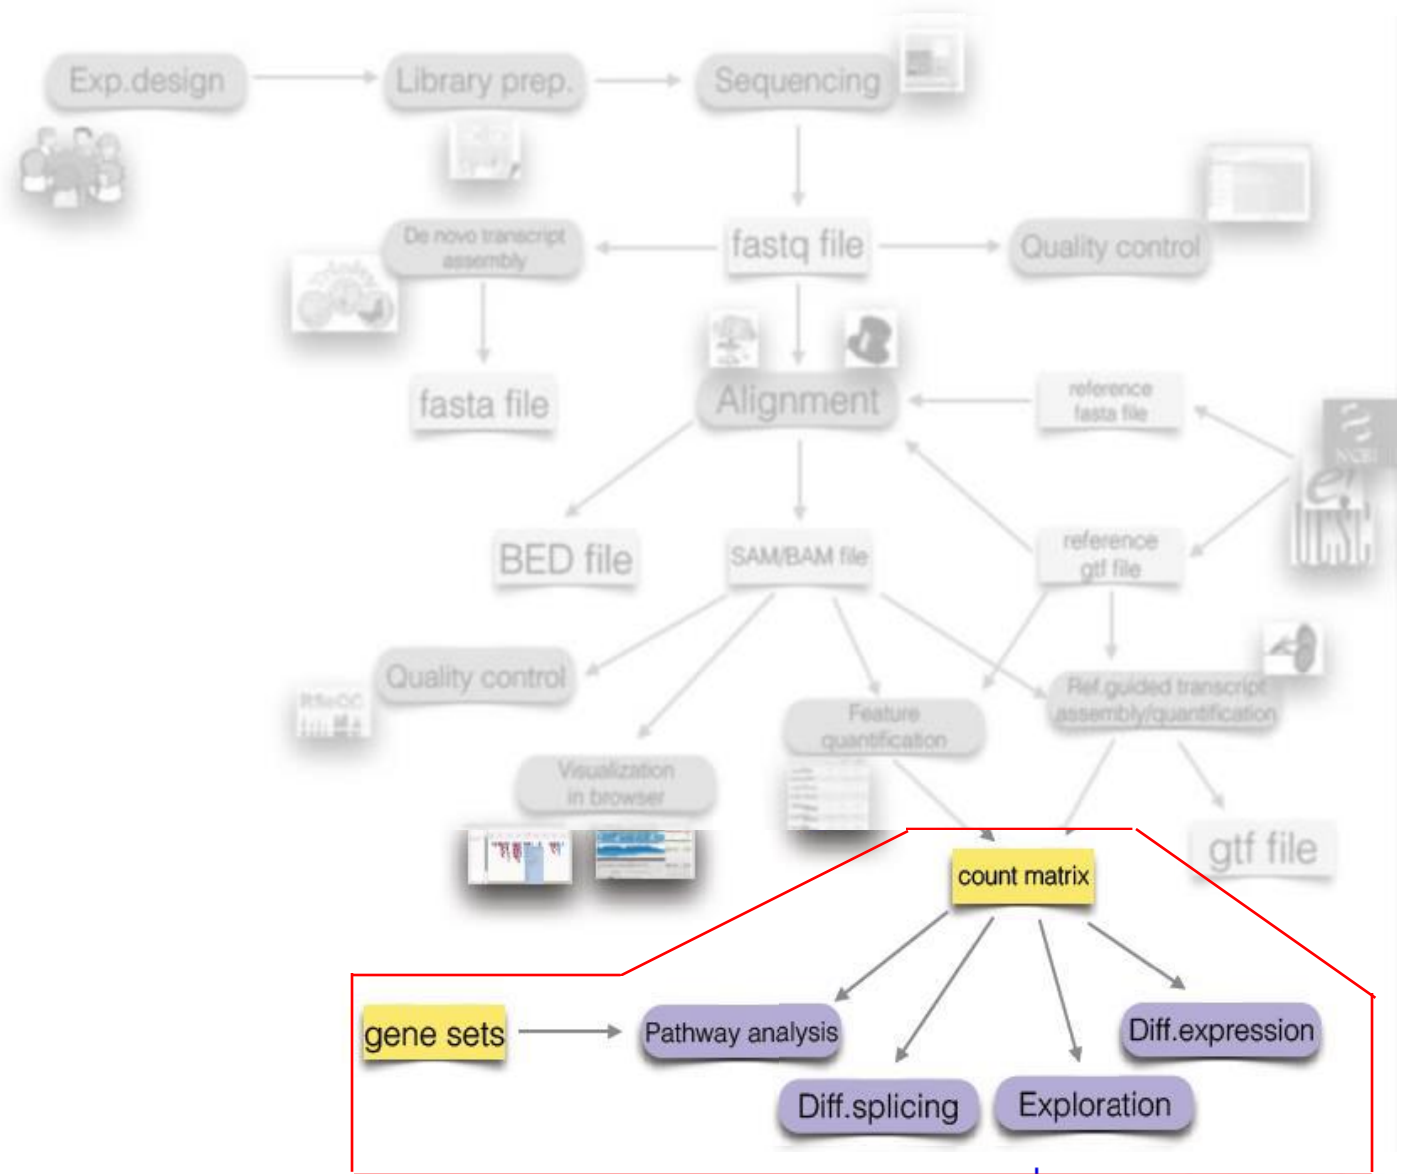 Exp.design
Library prep.
Sequencing
De novo transcript
assembly
fastq file
Quality control
fasta file
Alignment
reference
fasta file
BED file
SAM/BAM file
reference
gtf file
Quality control
Feature
quantification
Ref.guided transcript
assembly/quantification
Visualization
in browser
count matrix
gtf file
gene sets
Pathway analysis
Diff.expression
Diff.splicing
Exploration